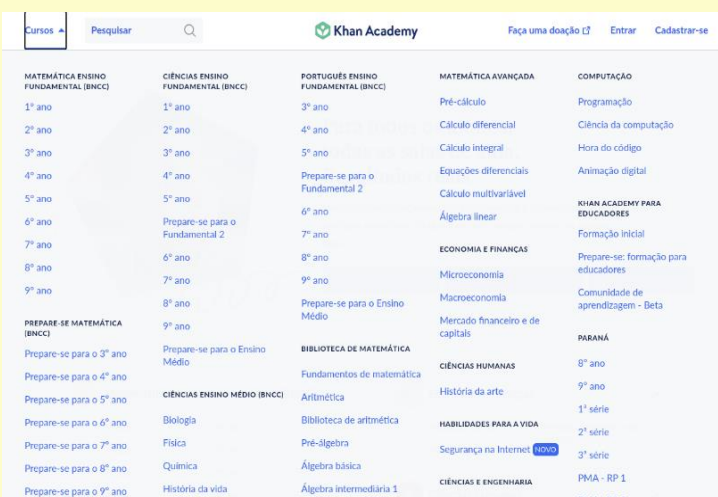 Cursos
Pesquisar
Khan Academy
Faça uma doação
Entrar
Cadastrar-se
MATEMÁTICA ENSINO
FUNDAMENTAL (BNCC)
1º ano
2º ano
3º ano
4º ano
5º ano
6º ano
7º ano
8º ano
9º ano
PREPARE-SE MATEMÁTICA
(BNCC)
Prepare-se para o 3º ano
Prepare-se para o 4º ano
Prepare-se para o 5º ano
Prepare-se para o 6º ano
Prepare-se para o 7º ano
Prepare-se para o 8º ano
Prepare-se para o 9º ano
CIÊNCIAS ENSINO
FUNDAMENTAL (BNCC)
1º ano
2º ano
3º ano
4º ano
5º ano
Prepare-se para o
Fundamental 2
6º ano
7º ano
8º ano
9º ano
Prepare-se para o Ensino
Médio
CIÊNCIAS ENSINO MÉDIO (BNCC)
Biologia
Física
Química
História da vida
PORTUGUÊS ENSINO
FUNDAMENTAL (BNCC)
3º ano
4º ano
5º ano
Prepare-se para o
Fundamental 2
6º ano
7º ano
8º ano
9º ano
Prepare-se para o Ensino
Médio
BIBLIOTECA DE MATEMÁTICA
Fundamentos de matemática
Aritmética
Biblioteca de aritmética
Pré-álgebra
Álgebra básica
Álgebra intermediária 1
MATEMÁTICA AVANÇADA
Pré-cálculo
Cálculo diferencial
Cálculo integral
Equações diferenciais
Cálculo multivariável
Álgebra linear
ECONOMIA E FINANÇAS
Microeconomia
Macroeconomia
Mercado financeiro e de
capitais
CIÊNCIAS HUMANAS
História da arte
HABILIDADES PARA A VIDA
Segurança na Internet NOVO
CIÊNCIAS E ENGENHARIA
COMPUTAÇÃO
Programação
Ciência da computação
Hora do código
Animação digital
KHAN ACADEMY PARA
EDUCADORES
Formação inicial
Prepare-se: formação para
educadores
Comunidade de
aprendizagem - Beta
PARANÁ
8º ano
9º ano
1ª série
2ª série
3ª série
PMA - RP 1